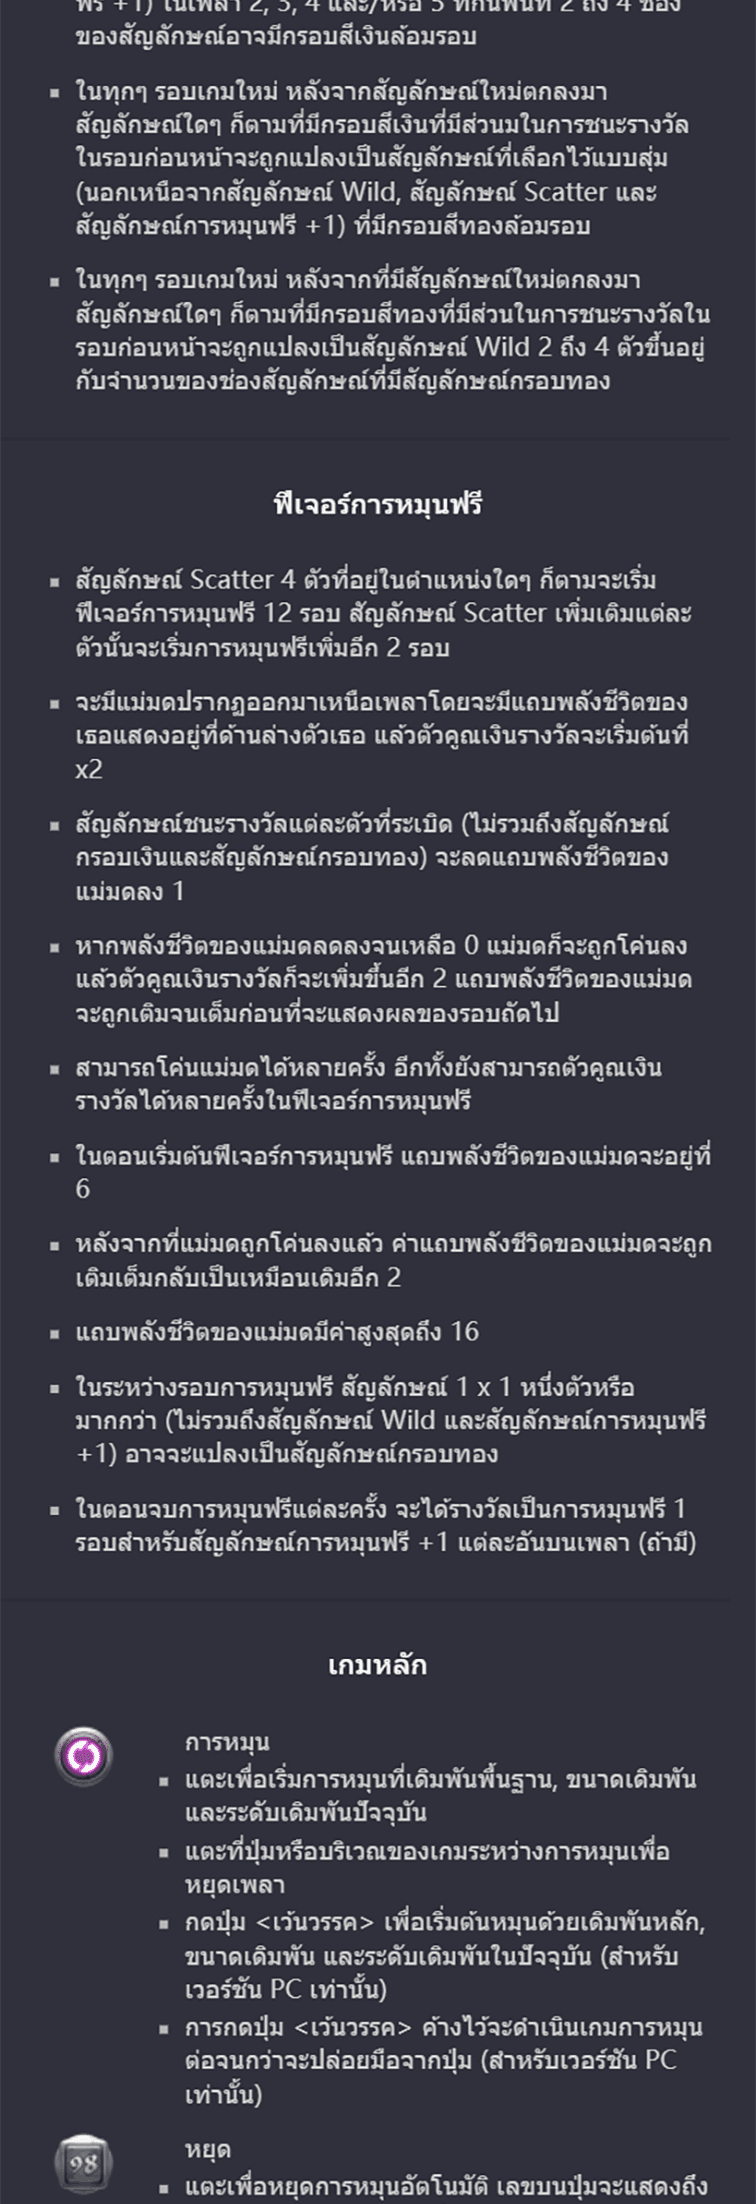 ฟรี +1) ในเพลา 2, 3, 4 และ/หรือ 5 ที่กินพื้นที่ 2 ถึง 4 ช่อง
ของสัญลักษณ์อาจมีกรอบสีเงินล้อมรอบ
▪ ในทุกๆ รอบเกมใหม่ หลังจากสัญลักษณ์ใหม่ตกลงมา
สัญลักษณ์ใดๆ ก็ตามที่มีกรอบสีเงินที่มีส่วนมในการชนะรางวัล
ในรอบก่อนหน้าจะถูกแปลงเป็นสัญลักษณ์ที่เลือกไว้แบบสุ่ม
(นอกเหนือจากสัญลักษณ์ Wild, สัญลักษณ์ Scatter และ
สัญลักษณ์การหมุนฟรี +1) ที่มีกรอบสีทองล้อมรอบ
▪ ในทุกๆ รอบเกมใหม่ หลังจากที่มีสัญลักษณ์ใหม่ตกลงมา
สัญลักษณ์ใดๆ ก็ตามที่มีกรอบสีทองที่มีส่วนในการชนะรางวัลใน
รอบก่อนหน้าจะถูกแปลงเป็นสัญลักษณ์ Wild 2 ถึง 4 ตัวขึ้นอยู่
กับจำนวนของช่องสัญลักษณ์ที่มีสัญลักษณ์กรอบทอง
ฟีเจอร์การหมุนฟรี
▪ สัญลักษณ์ Scatter 4 ตัวที่อยู่ในตำแหน่งใดๆ ก็ตามจะเริ่ม
ฟีเจอร์การหมุนฟรี 12 รอบ สัญลักษณ์ Scatter เพิ่มเติมแต่ละ
ตัวนั้นจะเริ่มการหมุนฟรีเพิ่มอีก 2 รอบ
▪ จะมีแม่มดปรากฏออกมาเหนือเพลาโดยจะมีแถบพลังชีวิตของ
เธอแสดงอยู่ที่ด้านล่างตัวเธอ แล้วตัวคูณเงินรางวัลจะเริ่มต้นที่
x2
▪ สัญลักษณ์ชนะรางวัลแต่ละตัวที่ระเบิด (ไม่รวมถึงสัญลักษณ์
กรอบเงินและสัญลักษณ์กรอบทอง) จะลดแถบพลังชีวิตของ
แม่มดลง 1
▪ หากพลังชีวิตของแม่มดลดลงจนเหลือ 0 แม่มดก็จะถูกโค่นลง
แล้วตัวคูณเงินรางวัลก็จะเพิ่มขึ้นอีก 2 แถบพลังชีวิตของแม่มด
จะถูกเติมจนเต็มก่อนที่จะแสดงผลของรอบถัดไป
▪ สามารถโค่นแม่มดได้หลายครั้ง อีกทั้งยังสามารถตัวคูณเงิน
รางวัลได้หลายครั้งในฟีเจอร์การหมุนฟรี
▪ ในตอนเริ่มต้นฟีเจอร์การหมุนฟรี แถบพลังชีวิตของแม่มดจะอยู่ที่
6
▪ หลังจากที่แม่มดถูกโค่นลงแล้ว ค่าแถบพลังชีวิตของแม่มดจะถูก
เติมเต็มกลับเป็นเหมือนเดิมอีก 2
▪ แถบพลังชีวิตของแม่มดมีค่าสูงสุดถึง 16
▪ ในระหว่างรอบการหมุนฟรี สัญลักษณ์ 1 x 1 หนึ่งตัวหรือ
มากกว่า (ไม่รวมถึงสัญลักษณ์ Wild และสัญลักษณ์การหมุนฟรี
+1) อาจจะแปลงเป็นสัญลักษณ์กรอบทอง
▪ ในตอนจบการหมุนฟรีแต่ละครั้ง จะได้รางวัลเป็นการหมุนฟรี 1
รอบสำหรับสัญลักษณ์การหมุนฟรี +1 แต่ละอันบนเพลา (ถ้ามี)
เกมหลัก
การหมุน
▪ แตะเพื่อเริ่มการหมุนที่เดิมพันพื้นฐาน, ขนาดเดิมพัน
และระดับเดิมพันปัจจุบัน
▪ แตะที่ปุ่มหรือบริเวณของเกมระหว่างการหมุนเพื่อ
หยุดเพลา
▪ กดปุ่ม <เว้นวรรค> เพื่อเริ่มต้นหมุนด้วยเดิมพันหลัก,
ขนาดเดิมพัน และระดับเดิมพันในปัจจุบัน (สำหรับ
เวอร์ชัน PC เท่านั้น)
▪ การกดปุ่ม <เว้นวรรค> ค้างไว้จะดำเนินเกมการหมุน
ต่อจนกว่าจะปล่อยมือจากปุ่ม (สำหรับเวอร์ชัน PC
เท่านั้น)
98
หยุด
▪ แตะเพื่อหยุดการหมุนอัตโนมัติ เลขบนปุ่มจะแสดงถึง